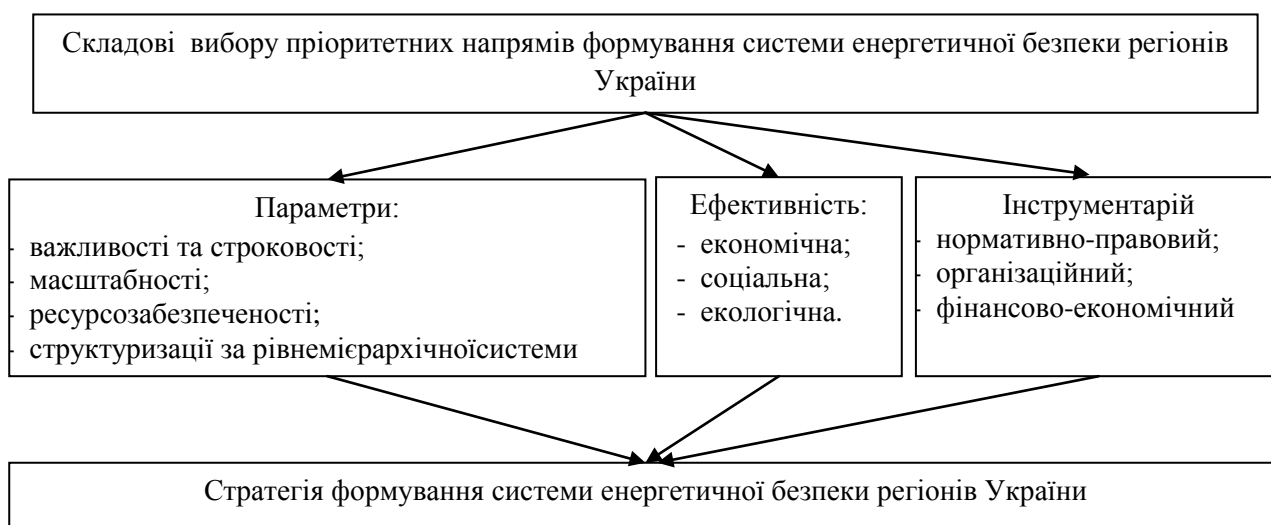 Складові вибору пріоритетних напрямів формування системи енергетичної безпеки регіонів
України
Параметри:
- важливості та строковості;
- масштабності;
- ресурсозабезпеченості;
- структуризації за рівнемієрархічноїсистеми
Ефективність:
- економічна;
- соціальна;
- екологічна.
Інструментарій
- нормативно-правовий;
- організаційний;
- фінансово-економічний
Стратегія формування системи енергетичної безпеки регіонів України